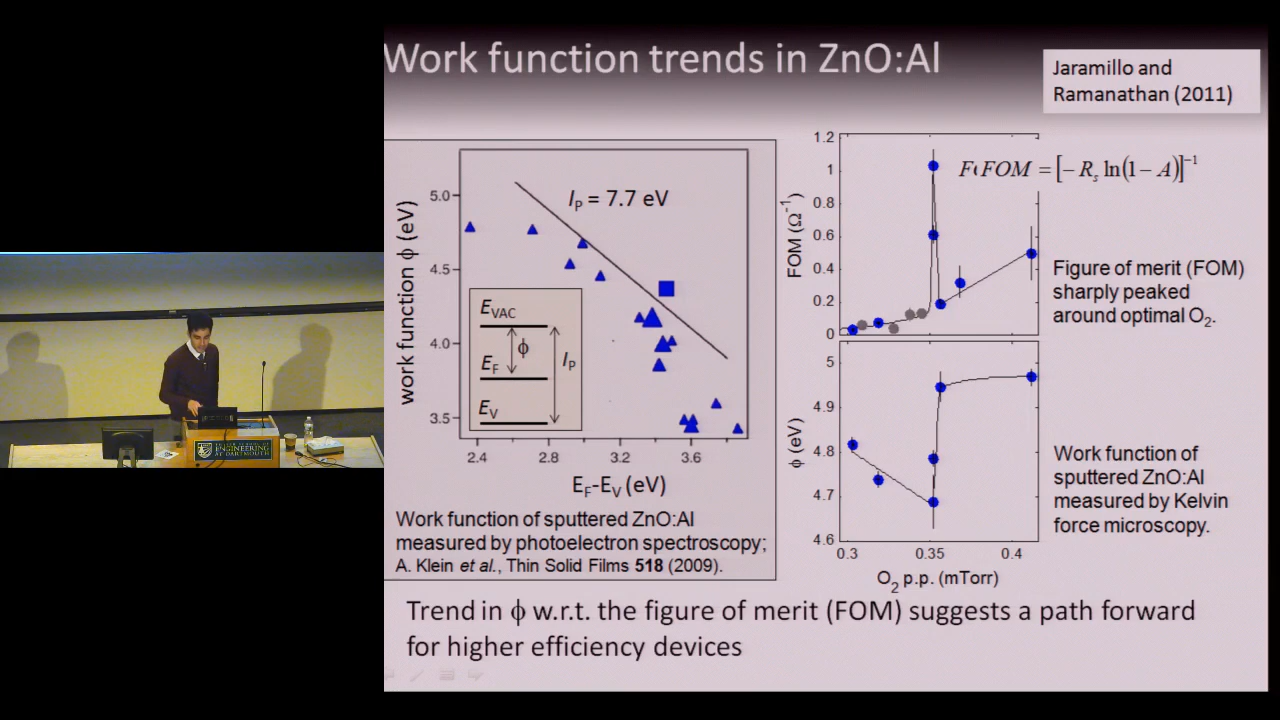 Work function trends in ZnO:Al
Jaramillo and
Ramanathan (2011)
work function ϕ (eV)
5.0
4.5
4.0
3.5
I_P = 7.7 eV
E_VAC
ϕ
I_P
E_F
E_V
2.4 2.8 3.2 3.6
E_F-E_V (eV)
Work function of sputtered ZnO:Al
measured by photoelectron spectroscopy;
A. Klein et al., Thin Solid Films 518 (2009).
FOM (Ω⁻¹)
1.2
1
0.8
0.6
0.4
0.2
0
FOM = [−R_s ln(1 − A)]⁻¹
Figure of merit (FOM)
sharply peaked
around optimal O₂.
ϕ (eV)
5
4.9
4.8
4.7
4.6
0.3 0.35 0.4
O₂ p.p. (mTorr)
Work function of
sputtered ZnO:Al
measured by Kelvin
force microscopy.
Trend in ϕ w.r.t. the figure of merit (FOM) suggests a path forward
for higher efficiency devices
ENGINEERING
AT DARTMOUTH